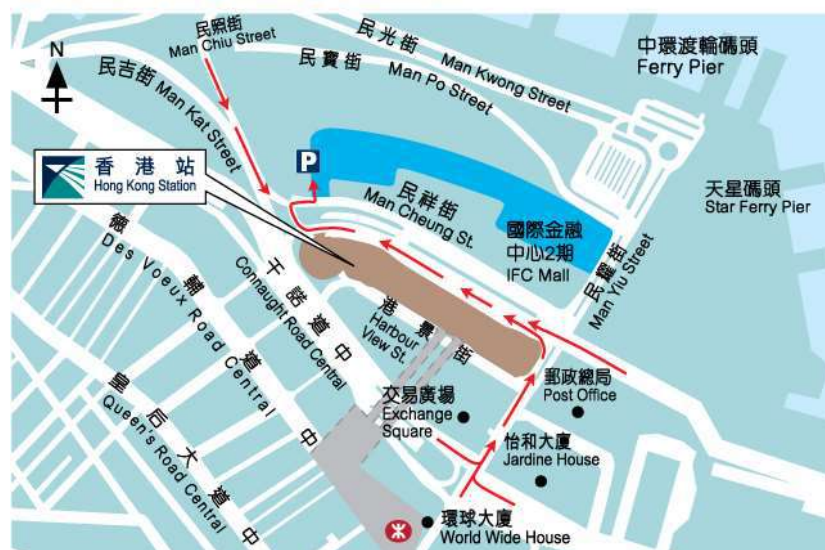 N
民照街
Man Chiu Street
民光街
Man Kwong Street
民寶街
Man Po Street
民吉街 Man Kat Street
中環渡輪碼頭
Ferry Pier
P
香港站
Hong Kong Station
民祥街
Man Cheung St.
天星碼頭
Star Ferry Pier
國際金融
中心2期
IFC Mall
民耀街
Man Yiu Street
德輔道中
Des Voeux Road Central
干諾道中
Connaught Road Central
港景街
Harbour
View St.
皇后大道中
Queen's Road Central
交易廣場
Exchange
Square
郵政總局
Post Office
怡和大廈
Jardine House
環球大廈
World Wide House